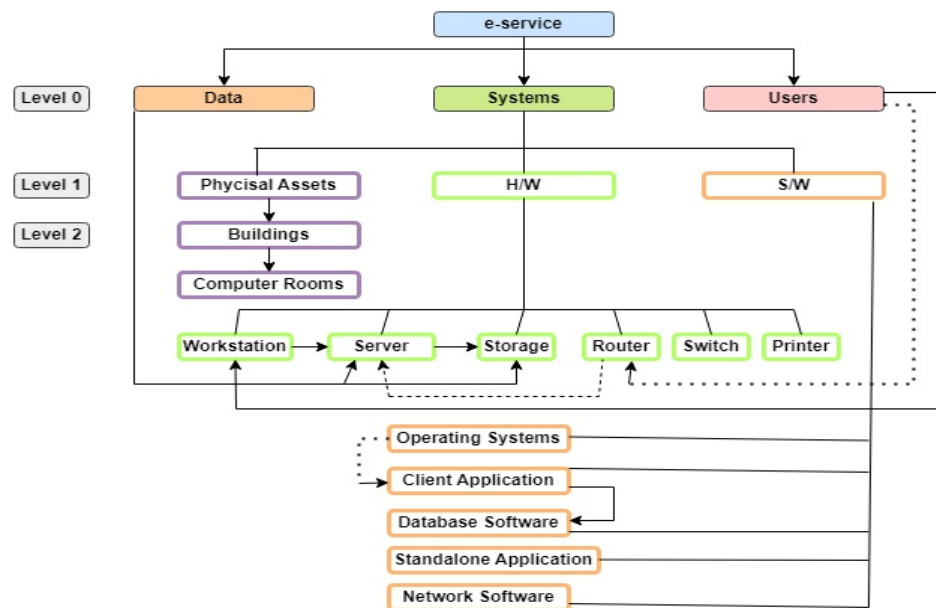 e-service
Level 0
Data
Systems
Users
Level 1
Phycisal Assets
H/W
S/W
Level 2
Buildings
Computer Rooms
Workstation
Server
Storage
Router
Switch
Printer
Operating Systems
Client Application
Database Software
Standalone Application
Network Software